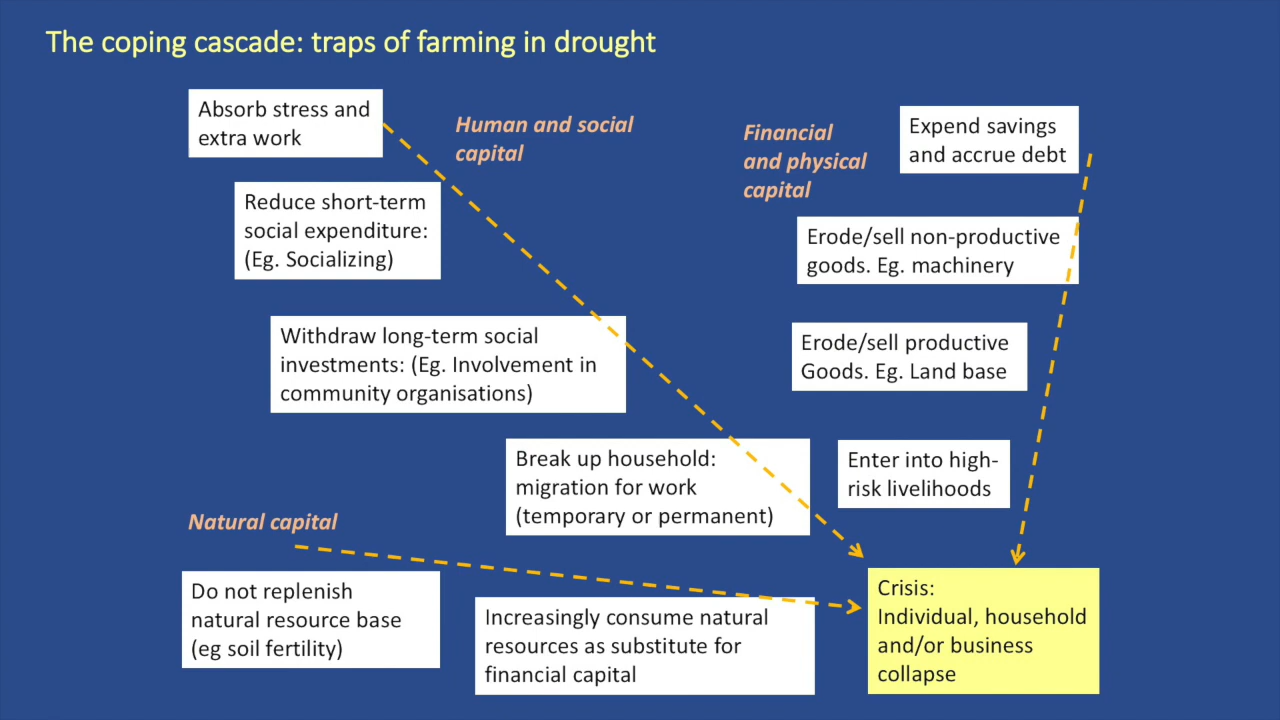 The coping cascade: traps of farming in drought
Absorb stress and
extra work
Human and social
capital
Financial
and physical
capital
Expend savings
and accrue debt
Reduce short-term
social expenditure:
(Eg. Socializing)
Erode/sell non-productive
goods. Eg. machinery
Withdraw long-term social
investments: (Eg. Involvement in
community organisations)
Erode/sell productive
Goods. Eg. Land base
Break up household:
migration for work
(temporary or permanent)
Enter into high-
risk livelihoods
Natural capital
Do not replenish
natural resource base
(eg soil fertility)
Increasingly consume natural
resources as substitute for
financial capital
Crisis:
Individual, household
and/or business
collapse